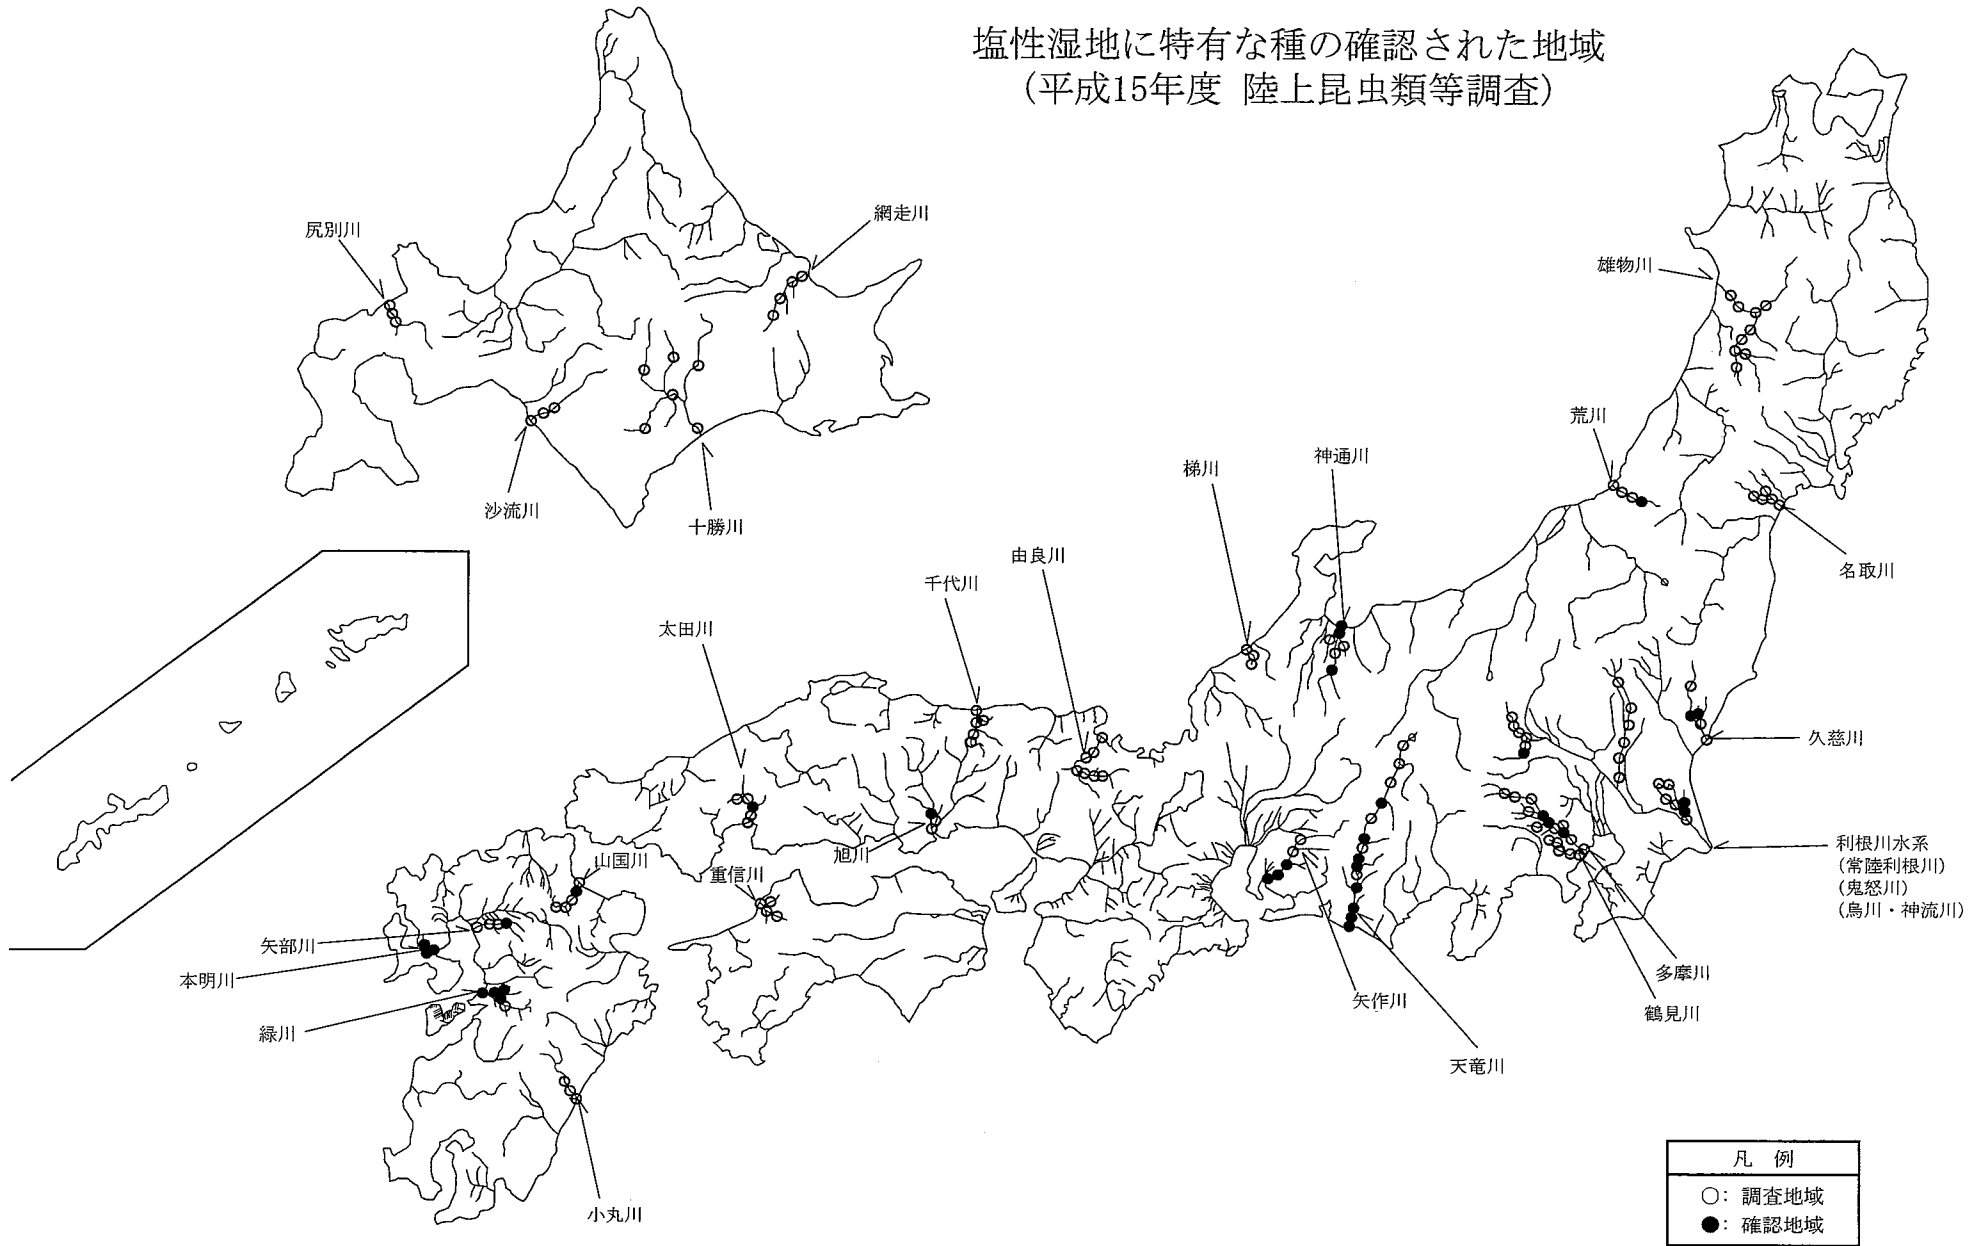 塩性湿地に特有な種の確認された地域
(平成15年度 陸上昆虫類等調査)
尻別川
網走川
沙流川
十勝川
雄物川
荒川
名取川
梯川
神通川
由良川
千代川
太田川
旭川
重信川
山国川
矢部川
本明川
緑川
小丸川
久慈川
利根川水系
(常陸利根川)
(鬼怒川)
(烏川・神流川)
多摩川
鶴見川
矢作川
天竜川
凡 例
○: 調査地域
●: 確認地域